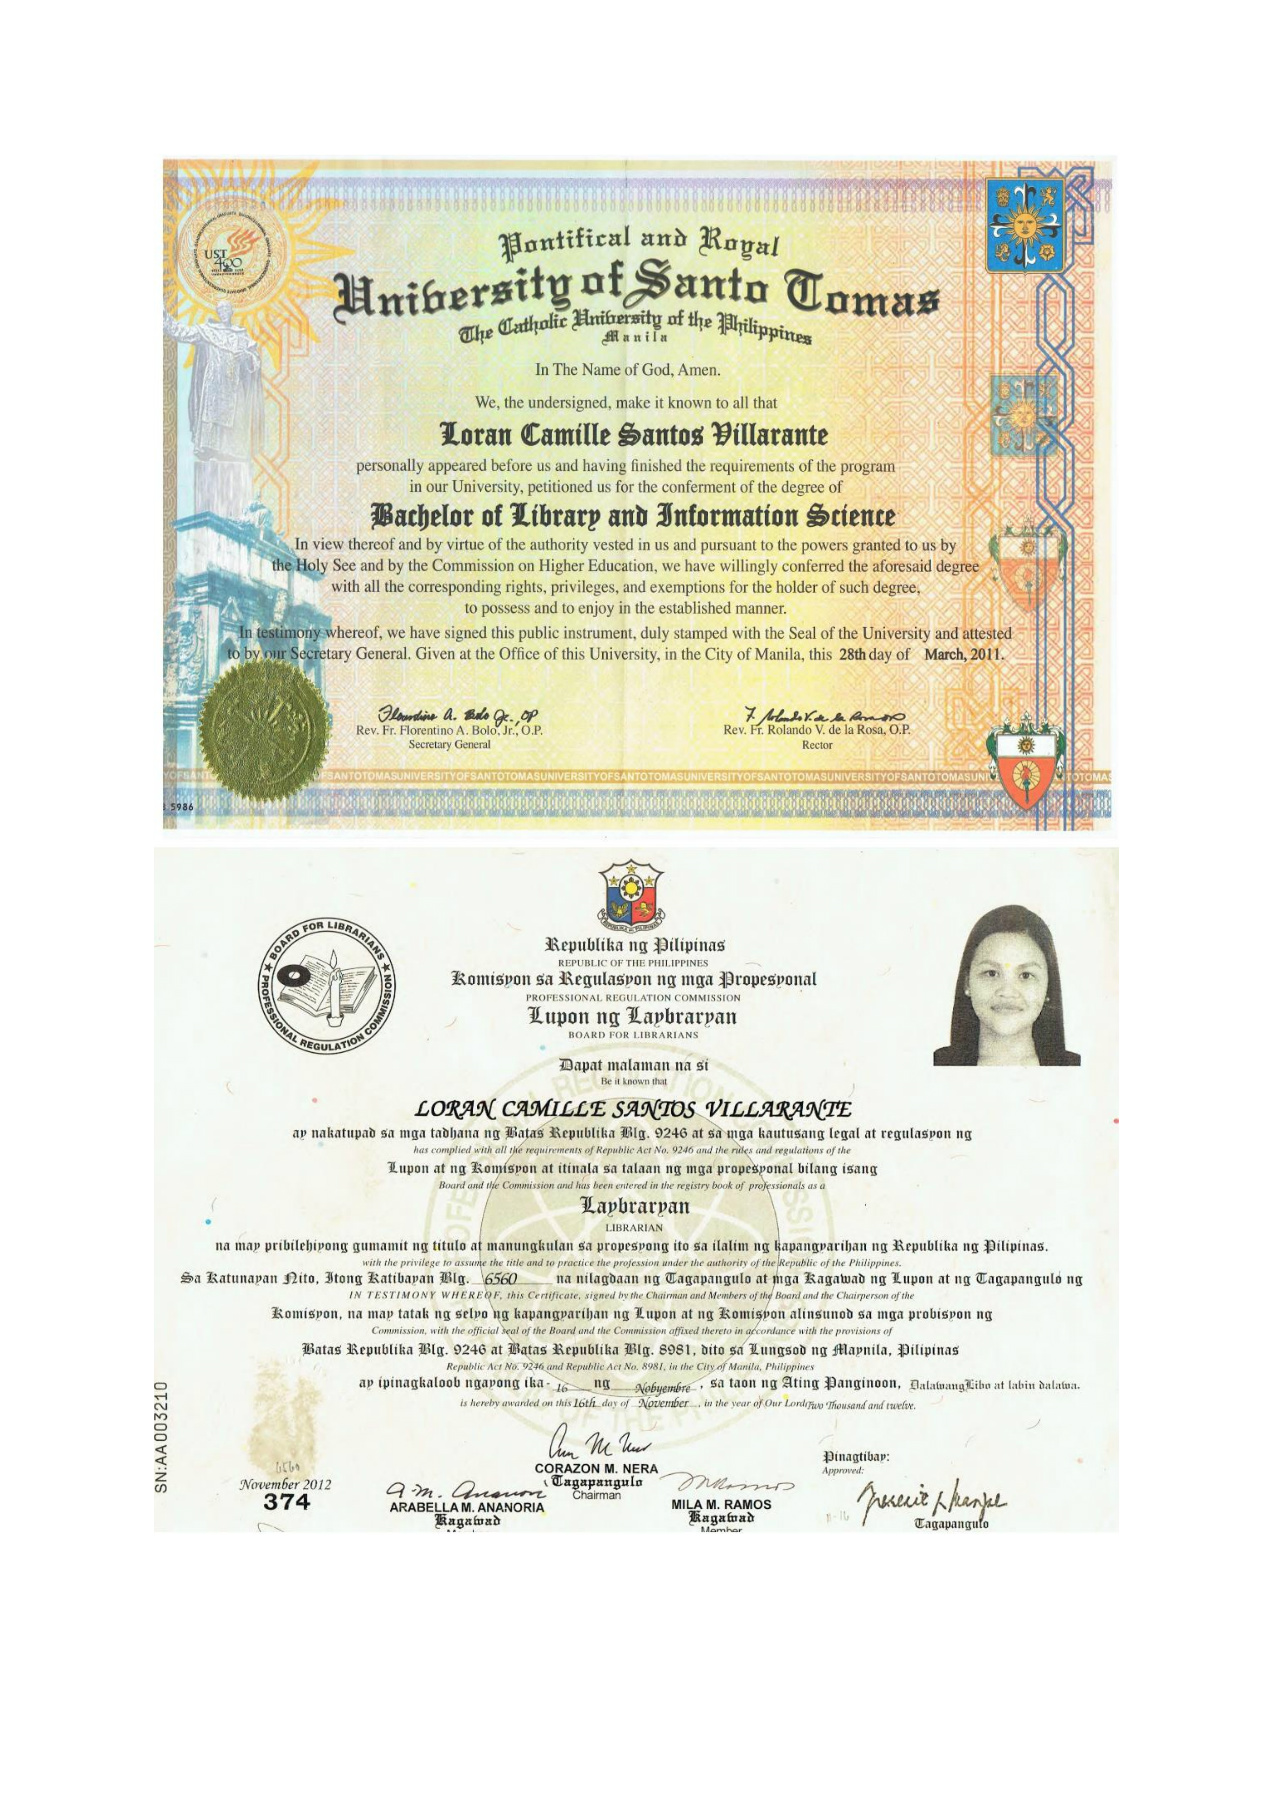 UST
400
Pontifical and Royal
University of Santo Tomas
The Catholic University of the Philippines
Manila
In The Name of God, Amen.
We, the undersigned, make it known to all that
Loran Camille Santos Villarante
personally appeared before us and having finished the requirements of the program
in our University, petitioned us for the conferment of the degree of
Bachelor of Library and Information Science
In view thereof and by virtue of the authority vested in us and pursuant to the powers granted to us by
the Holy See and by the Commission on Higher Education, we have willingly conferred the aforesaid degree
with all the corresponding rights, privileges, and exemptions for the holder of such degree,
to possess and to enjoy in the established manner.
In testimony whereof, we have signed this public instrument, duly stamped with the Seal of the University and attested
to by our Secretary General. Given at the Office of this University, in the City of Manila, this 28th day of March, 2011.
Rev. Fr. Florentino A. Bolo, Jr., O.P.
Secretary General
Rev. Fr. Rolando V. de la Rosa, O.P.
Rector
YOFSANTOTOMASUNIVERSITYOFSANTOTOMASUNIVERSITYOFSANTOTOMASUNIVERSITYOFSANTOTOMASUNIVERSITYOFSANTOTOMASUN
5986
BOARD FOR LIBRARIANS
PROFESSIONAL REGULATION COMMISSION
Republika ng Pilipinas
REPUBLIC OF THE PHILIPPINES
Komisyon sa Regulasyon ng mga Propesyonal
PROFESSIONAL REGULATION COMMISSION
Lupon ng Laybraryan
BOARD FOR LIBRARIANS
Dapat malaman na si
Be it known that
LORAN CAMILLE SANTOS VILLARANTE
ay nakatupad sa mga tadhana ng Batas Republika Blg. 9246 at sa mga kautusang legal at regulasyon ng
has complied with all the requirements of Republic Act No. 9246 and the rules and regulations of the
Lupon at ng Komisyon at itinala sa talaan ng mga propesyonal bilang isang
Board and the Commission and has been entered in the registry book of professionals as a
Laybraryan
LIBRARIAN
na may pribilehiyong gumamit ng titulo at manungkulan sa propesyong ito sa ilalim ng kapangyarihan ng Republika ng Pilipinas.
with the privilege to assume the title and to practice the profession under the authority of the Republic of the Philippines.
Sa Katunayan Nito, Itong Katibayan Blg. 6560 na nilagdaan ng Tagapangulo at mga Kagawad ng Lupon at ng Tagapangulo ng
IN TESTIMONY WHEREOF, this Certificate, signed by the Chairman and Members of the Board and the Chairperson of the
Komisyon, na may tatak ng selyo ng kapangyarihan ng Lupon at ng Komisyon alinsunod sa mga probisyon ng
Commission, with the official seal of the Board and the Commission affixed thereto in accordance with the provisions of
Batas Republika Blg. 9246 at Batas Republika Blg. 8981, dito sa Lungsod ng Maynila, Pilipinas
Republic Act No. 9246 and Republic Act No. 8981, in the City of Manila, Philippines
ay ipinagkaloob ngayong ika- 16 ng Nobyembre, sa taon ng Ating Panginoon, DalawangLibo at labin dalawa.
is hereby awarded on this 16th day of November, in the year of Our Lord Two Thousand and twelve.
SN:AA003210
6560
November 2012
374
ARABELLA M. ANANORIA
Kagawad
CORAZON M. NERA
Tagapangulo
Chairman
MILA M. RAMOS
Kagawad
Member
Pinagtibay:
Approved:
Tagapangulo